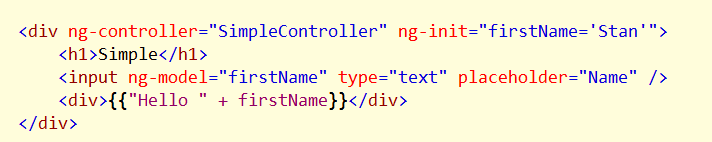 <div ng-controller="SimpleController" ng-init="firstName='Stan'">
    <h1>Simple</h1>
    <input ng-model="firstName" type="text" placeholder="Name" />
    <div>{{"Hello " + firstName}}</div>
</div>